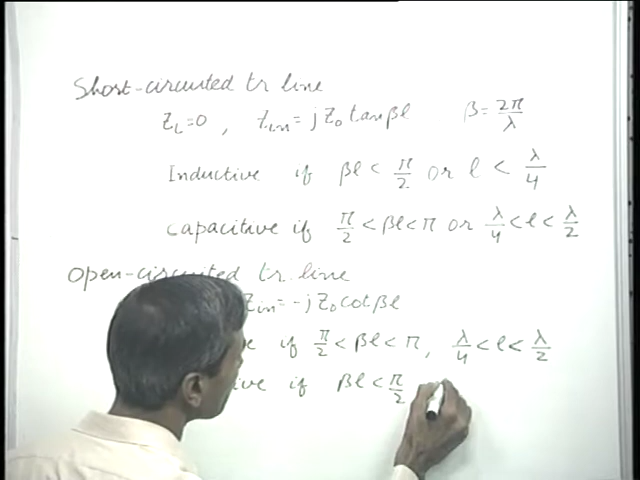 Short-circuited tr line
Z_L=0 , Z_in = jZ_0 tan βl β = 2π/λ
Inductive if βl < π/2 or l < λ/4
capacitive if π/2 < βl < π or λ/4 < l < λ/2
Open-circuited tr. line
Z_in = -jZ_0 cot βl
if π/2 < βl < π, λ/4 < l < λ/2
if βl < π/2